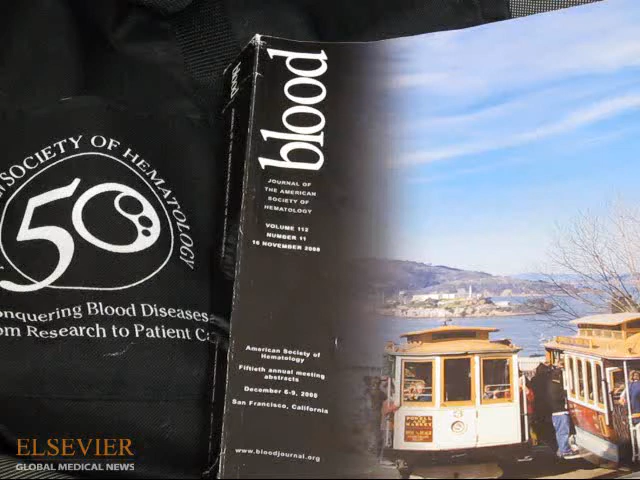 SOCIETY OF HEMATOLOGY
50
onquering Blood Diseases
om Research to Patient Ca
blood
JOURNAL OF
THE AMERICAN
SOCIETY OF
HEMATOLOGY
VOLUME 112
NUMBER 11
16 NOVEMBER 2008
American Society of
Hematology
Fiftieth annual meeting
abstracts
December 6-9, 2008
San Francisco, California
www.bloodjournal.org
3
ELSEVIER
GLOBAL MEDICAL NEWS